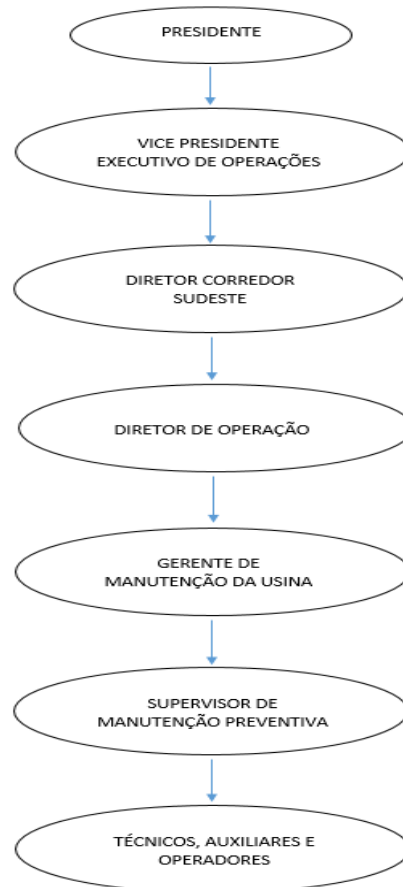 PRESIDENTE
VICE PRESIDENTE
EXECUTIVO DE OPERAÇÕES
DIRETOR CORREDOR
SUDESTE
DIRETOR DE OPERAÇÃO
GERENTE DE
MANUTENÇÃO DA USINA
SUPERVISOR DE
MANUTENÇÃO PREVENTIVA
TÉCNICOS, AUXILIARES E
OPERADORES